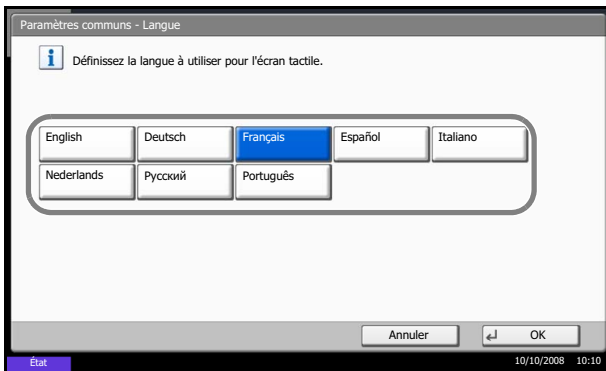 Paramètres communs - Langue
Définissez la langue à utiliser pour l'écran tactile.
English Deutsch Français Español Italiano
Nederlands Русский Português
Annuler OK
État 10/10/2008 10:10